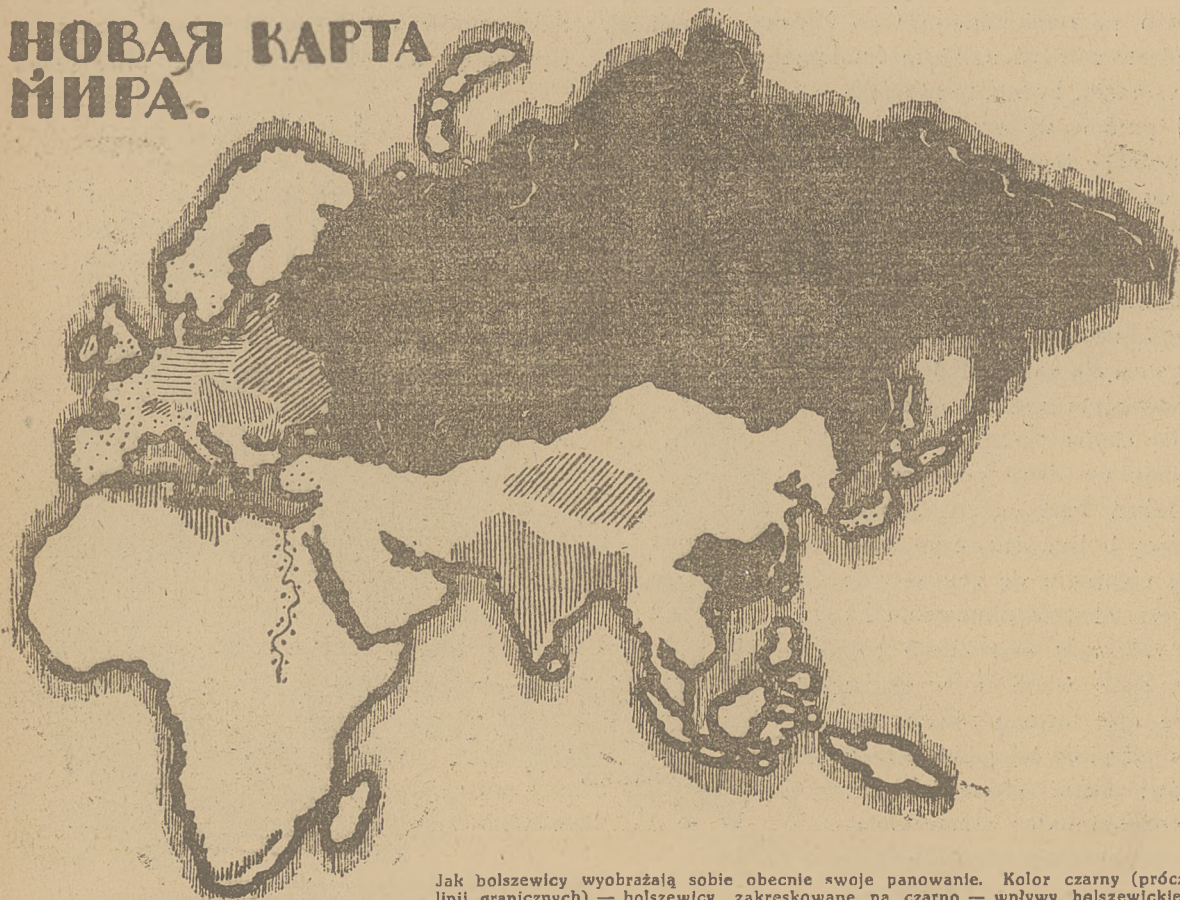 НОВАЯ КАРТА
МИРА.
Jak bolszewicy wyobrażają sobie obecnie swoje panowanie. Kolor czarny (prócz
linij granicznych) — bolszewicy, zakreskowane na czarno — wpływy bolszewickie